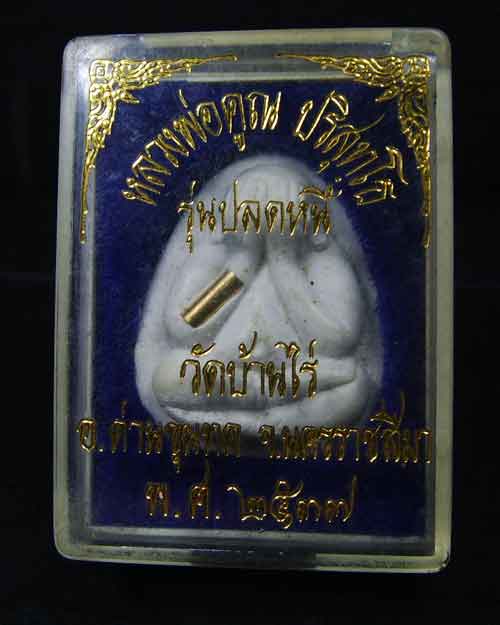 หลวงพ่อคูณ ปริสุทโธ
รุ่นปลดหนี้
วัดบ้านไร่
อ.ด่านขุนทด จ.นครราชสีมา
พ.ศ.๒๕๓๗